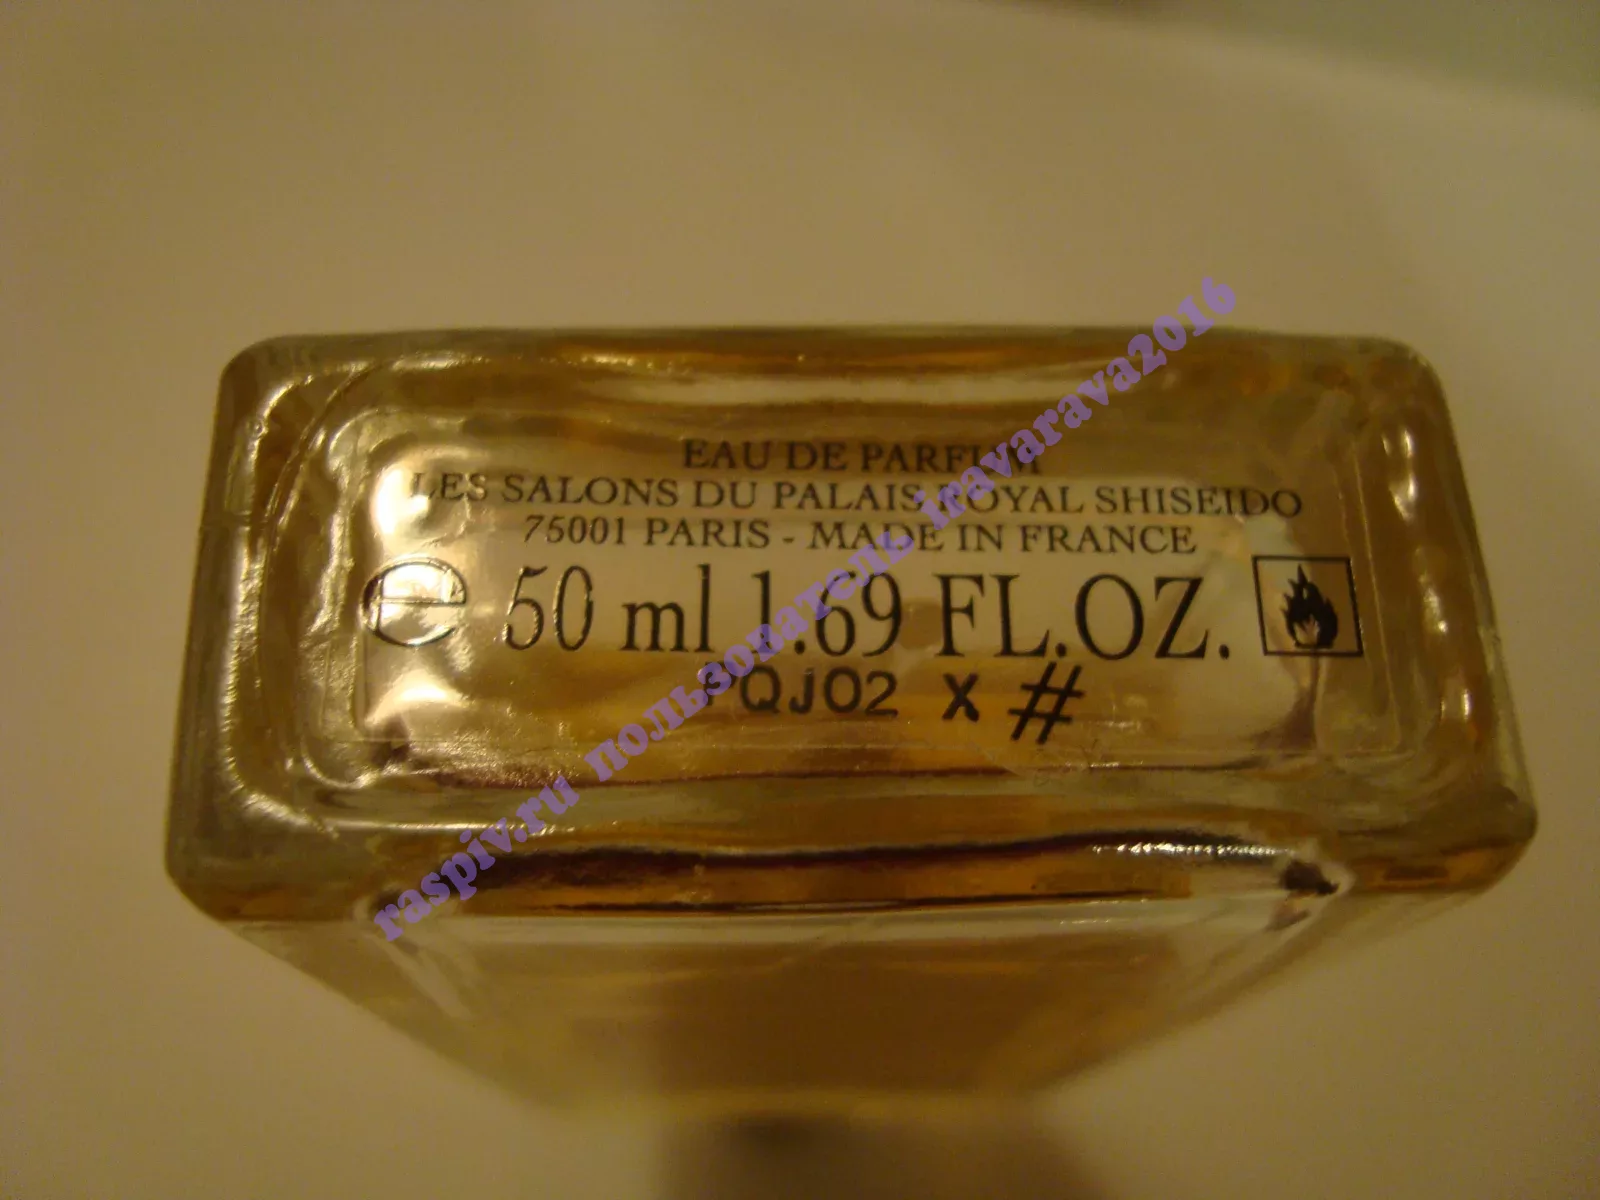 EAU DE PARFUM
LES SALONS DU PALAIS ROYAL SHISEIDO
75001 PARIS - MADE IN FRANCE
e 50 ml 1.69 FL.OZ.
PQJ02 X #
raspiv.ru пользователь iravarava2016